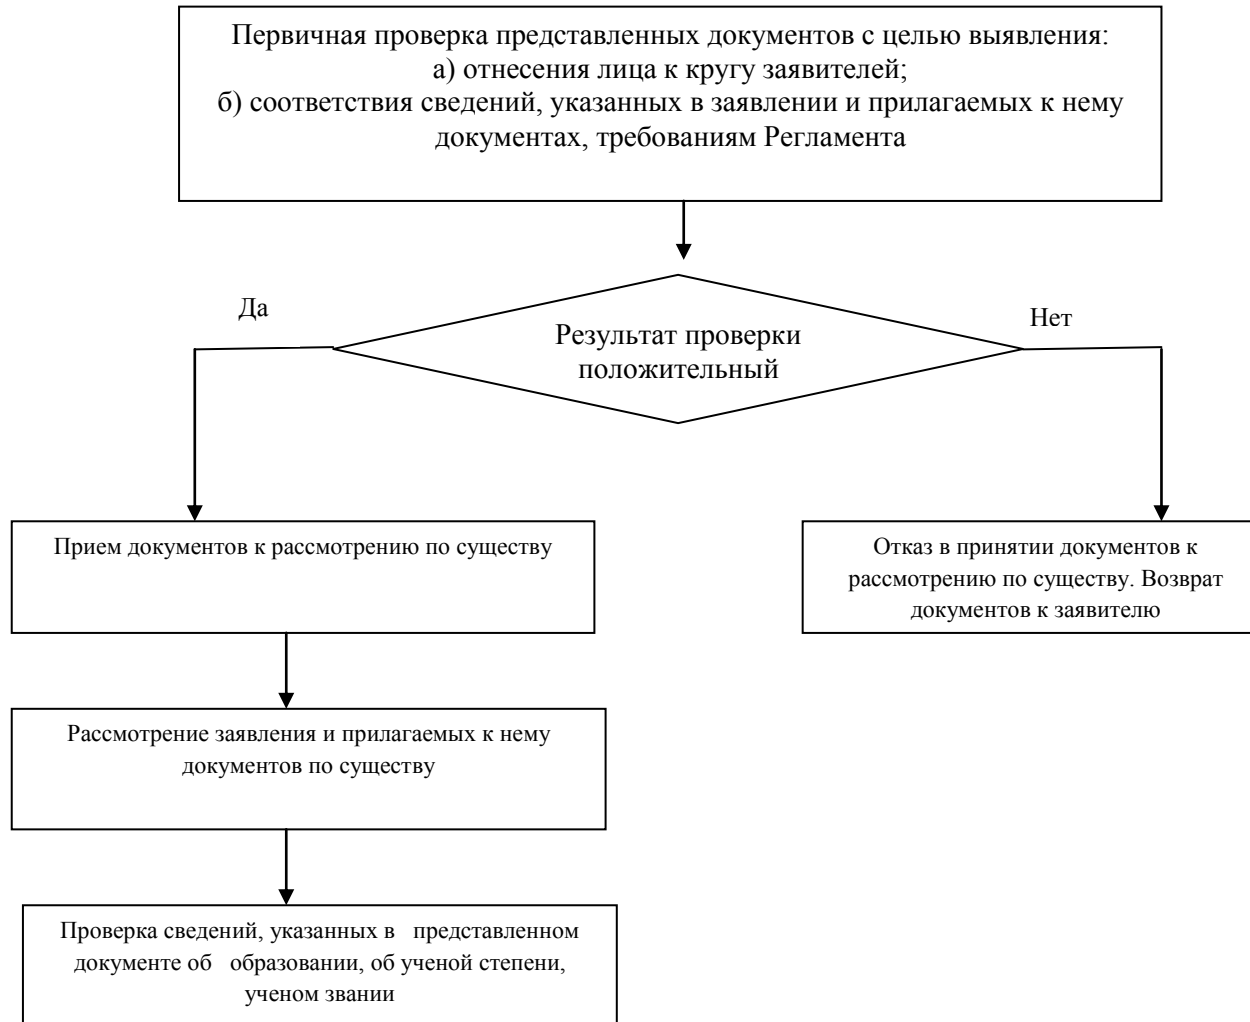 Первичная проверка представленных документов с целью выявления:
а) отнесения лица к кругу заявителей;
б) соответствия сведений, указанных в заявлении и прилагаемых к нему
документах, требованиям Регламента
Да
Нет
Результат проверки
положительный
Прием документов к рассмотрению по существу
Отказ в принятии документов к
рассмотрению по существу. Возврат
документов к заявителю
Рассмотрение заявления и прилагаемых к нему
документов по существу
Проверка сведений, указанных в представленном
документе об образовании, об ученой степени,
ученом звании